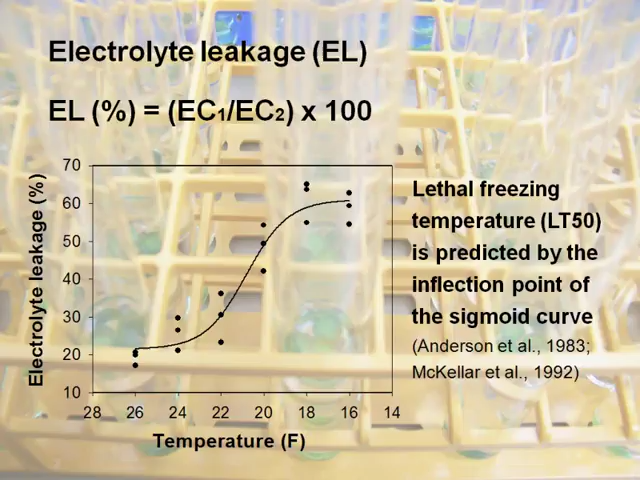 Electrolyte leakage (EL)
EL (%) = (EC1/EC2) x 100
Electrolyte leakage (%)
70
60
50
40
30
20
10
28 26 24 22 20 18 16 14
Temperature (F)
Lethal freezing
temperature (LT50)
is predicted by the
inflection point of
the sigmoid curve
(Anderson et al., 1983;
McKellar et al., 1992)